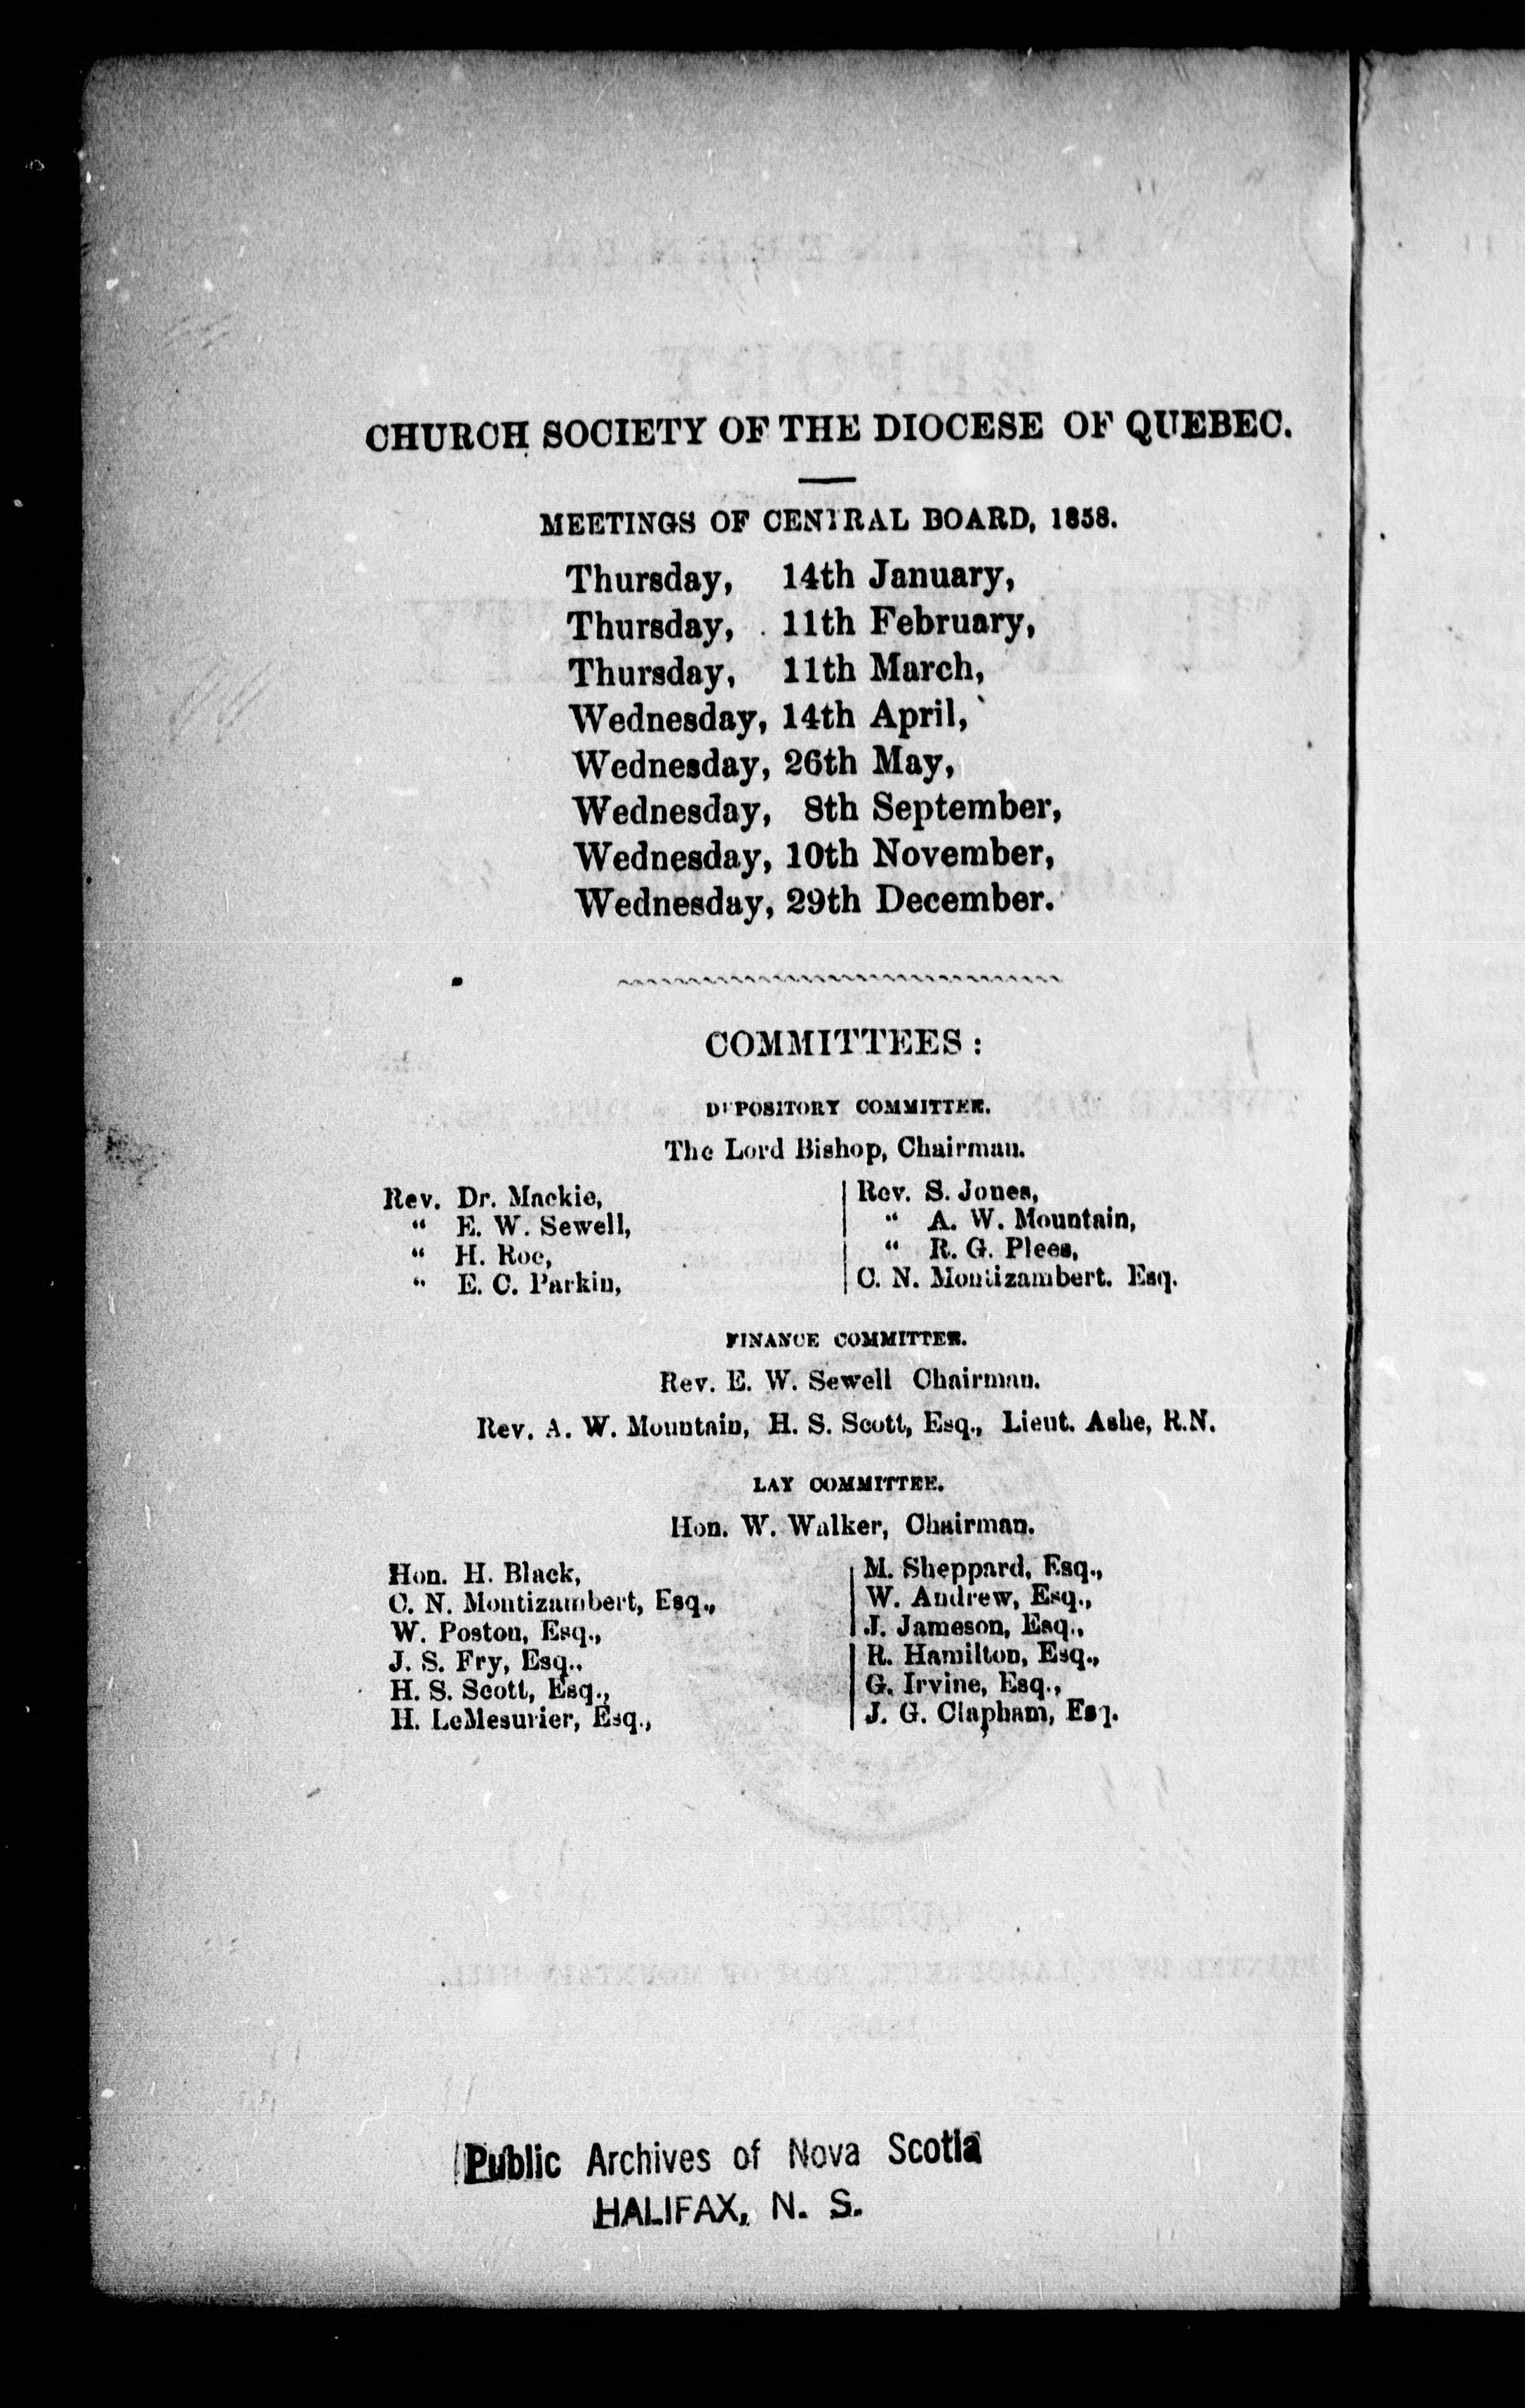 CHURCH SOCIETY OF THE DIOCESE OF QUEBEC.
MEETINGS OF CENTRAL BOARD, 1858.
Thursday, 14th January,
Thursday, 11th February,
Thursday, 11th March,
Wednesday, 14th April,
Wednesday, 26th May,
Wednesday, 8th September,
Wednesday, 10th November,
Wednesday, 29th December.
COMMITTEES:
DEPOSITORY COMMITTEE.
The Lord Bishop, Chairman.
Rev. Dr. Mackie,
“ E. W. Sewell,
“ H. Roe,
“ E. C. Parkin,
Rev. S. Jones,
“ A. W. Mountain,
“ R. G. Plees,
C. N. Montizambert. Esq.
FINANCE COMMITTEE.
Rev. E. W. Sewell Chairman.
Rev. A. W. Mountain, H. S. Scott, Esq., Lieut. Ashe, R.N.
LAY COMMITTEE.
Hon. W. Walker, Chairman.
Hon. H. Black,
C. N. Montizambert, Esq.,
W. Poston, Esq.,
J. S. Fry, Esq.,
H. S. Scott, Esq.,
H. LeMesurier, Esq.,
M. Sheppard, Esq.,
W. Andrew, Esq.,
J. Jameson, Esq.,
R. Hamilton, Esq.,
G. Irvine, Esq.,
J. G. Clapham, Esq.
Public Archives of Nova Scotia
HALIFAX, N. S.